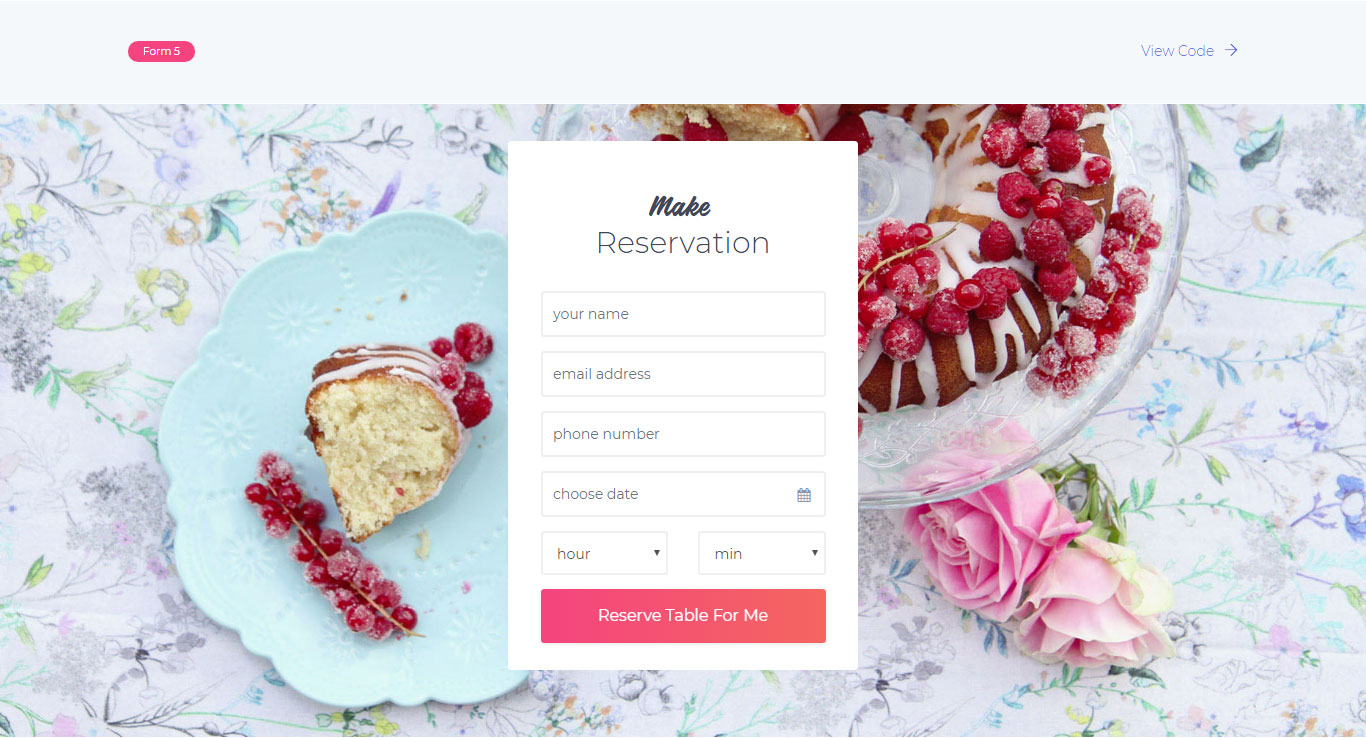 Form 5
View Code
Make
Reservation
your name
email address
phone number
choose date
hour
min
Reserve Table For Me